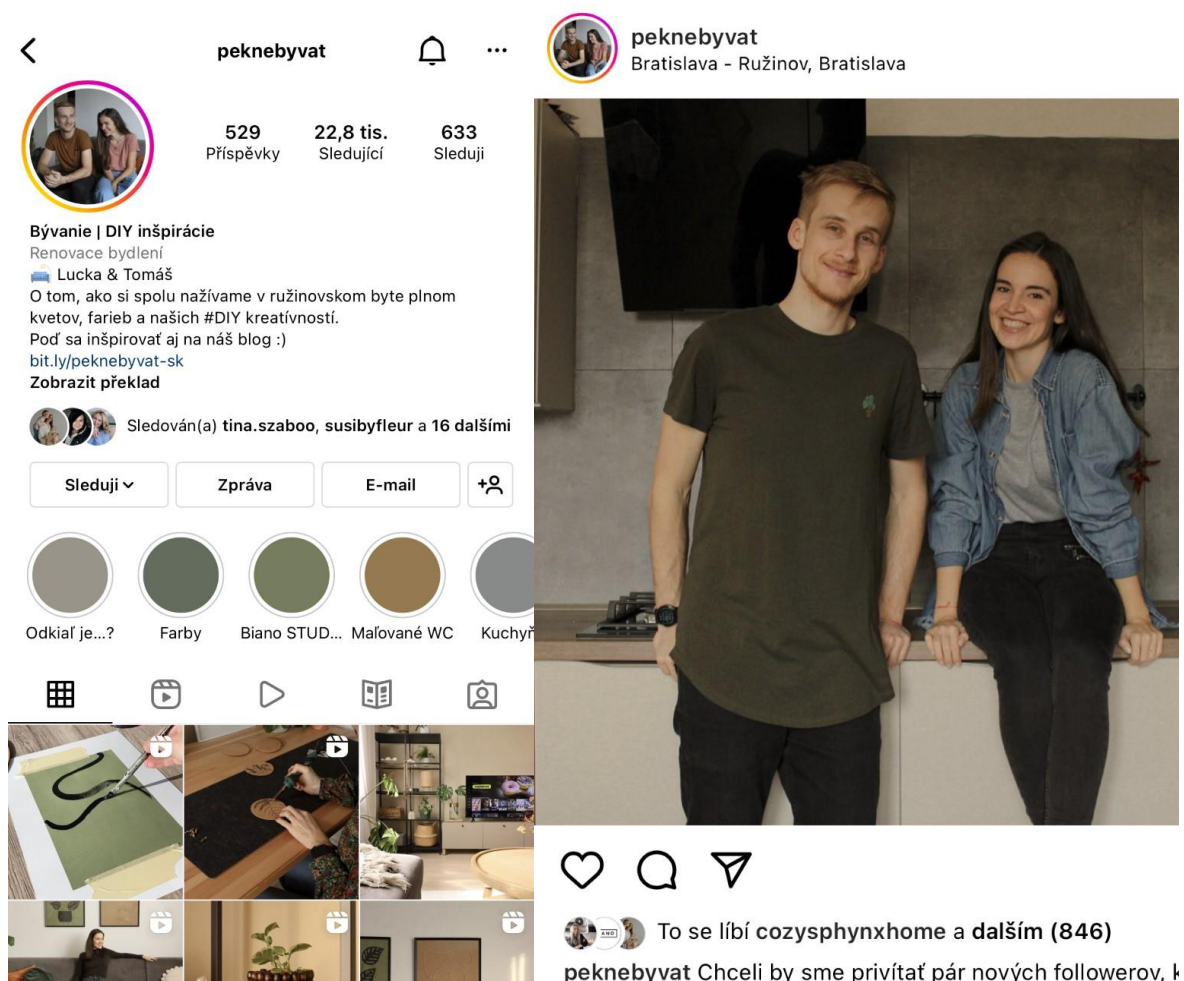 peknebyvat
529
22,8 tis.
633
Příspěvky
Sledující
Sleduji
Bývanie | DIY inšpirácie
Renovace bydlení
Lucka & Tomáš
O tom, ako si spolu nažívame v ružinovskom byte plnom
kvetov, farieb a našich #DIY kreatívností.
Poď sa inšpirovať aj na náš blog :)
bit.ly/peknebyvat-sk
Zobrazit překlad
Sledován(a) tina.szaboo, susibyfleur a 16 dalšími
Sleduji
Zpráva
E-mail
Odkiaľ je...?
Farby
Biano STUD...
Maľované WC
Kuchyň
peknebyvat
Bratislava - Ružinov, Bratislava
ANO
To se líbí cozysphynxhome a dalším (846)
peknebyvat Chceli by sme privítať pár nových followerov, k